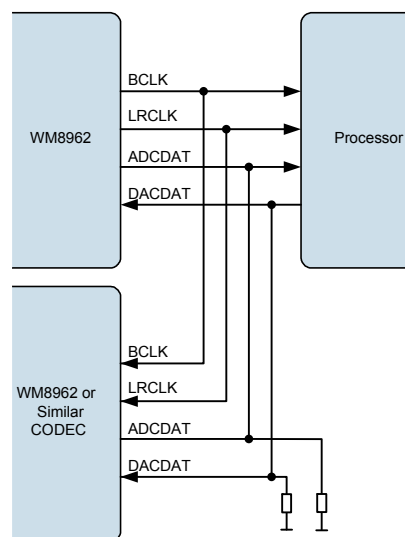 BCLK
LRCLK
WM8962
Processor
ADCDAT
DACDAT
BCLK
LRCLK
WM8962 or
Similar
CODEC
ADCDAT
DACDAT